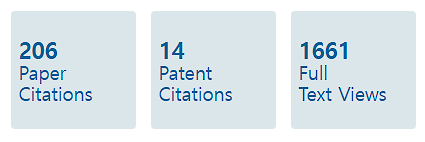 206
Paper
Citations
14
Patent
Citations
1661
Full
Text Views